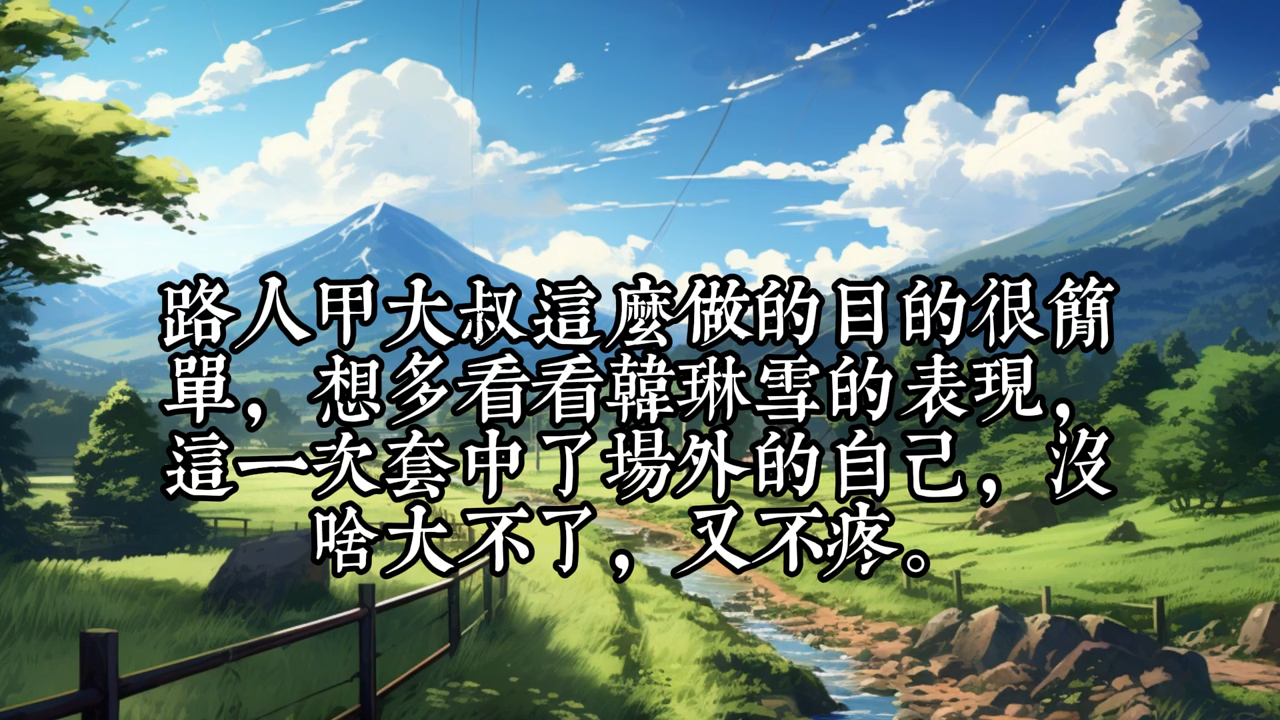 路人甲大叔這麼做的目的很簡
單，想多看看韓琳雪的表現，
這一次套中了場外的自己，沒
啥大不了，又不疼。